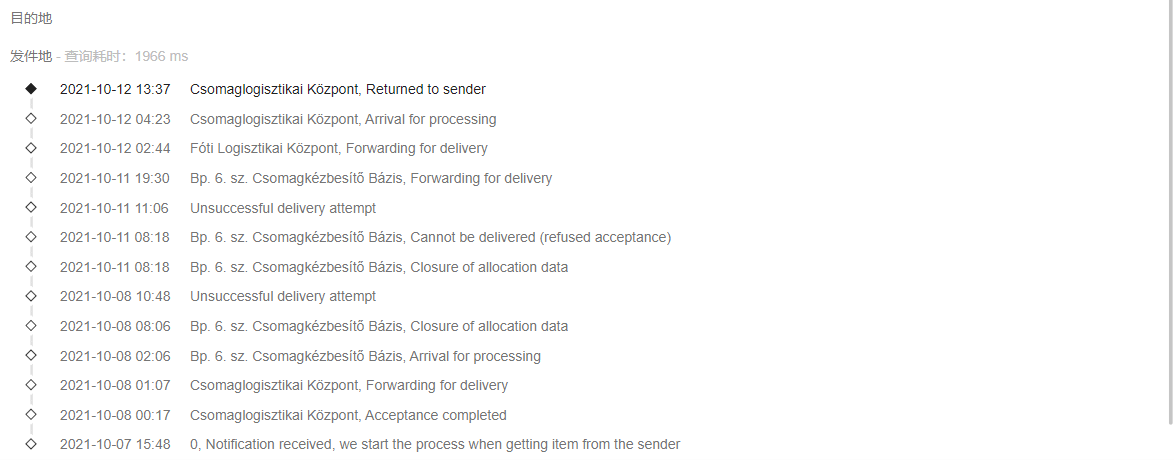 目的地
发件地 - 查询耗时：1966 ms
2021-10-12 13:37 Csomaglogisztikai Központ, Returned to sender
2021-10-12 04:23 Csomaglogisztikai Központ, Arrival for processing
2021-10-12 02:44 Fóti Logisztikai Központ, Forwarding for delivery
2021-10-11 19:30 Bp. 6. sz. Csomagkézbesítő Bázis, Forwarding for delivery
2021-10-11 11:06 Unsuccessful delivery attempt
2021-10-11 08:18 Bp. 6. sz. Csomagkézbesítő Bázis, Cannot be delivered (refused acceptance)
2021-10-11 08:18 Bp. 6. sz. Csomagkézbesítő Bázis, Closure of allocation data
2021-10-08 10:48 Unsuccessful delivery attempt
2021-10-08 08:06 Bp. 6. sz. Csomagkézbesítő Bázis, Closure of allocation data
2021-10-08 02:06 Bp. 6. sz. Csomagkézbesítő Bázis, Arrival for processing
2021-10-08 01:07 Csomaglogisztikai Központ, Forwarding for delivery
2021-10-08 00:17 Csomaglogisztikai Központ, Acceptance completed
2021-10-07 15:48 0, Notification received, we start the process when getting item from the sender